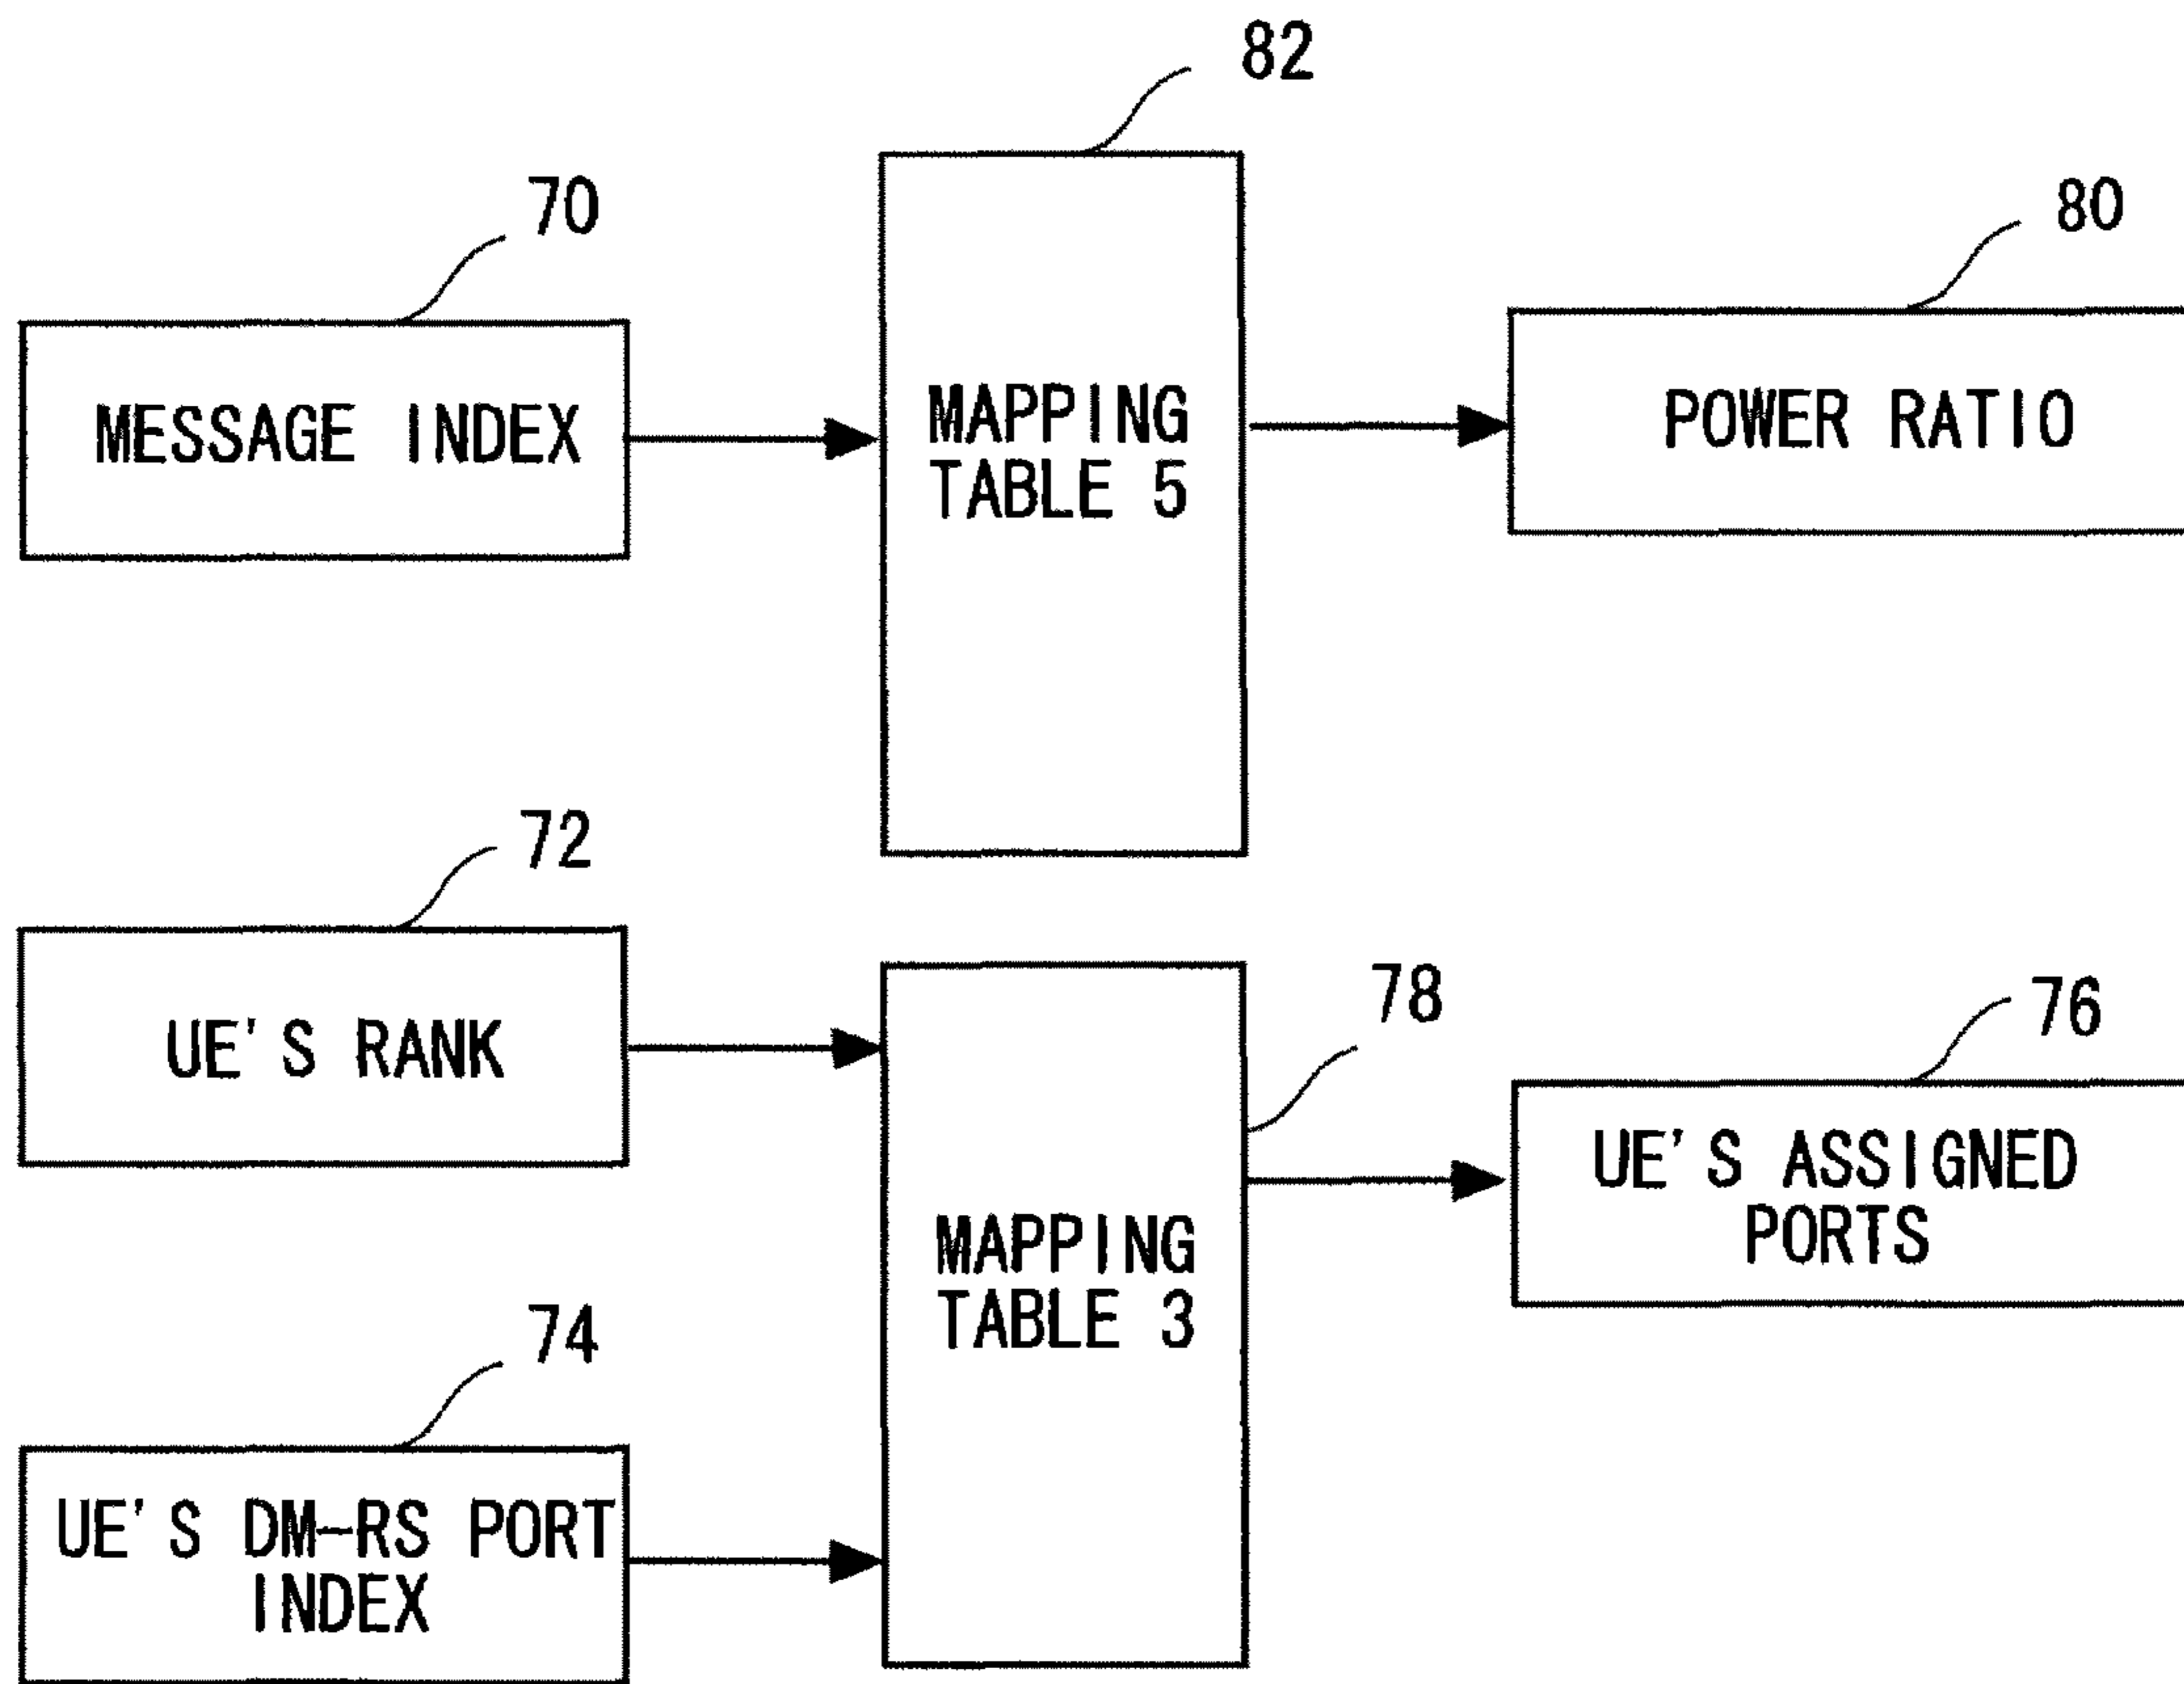 82
70
80
MESSAGE INDEX
MAPPING
TABLE 5
POWER RATIO
72
UE'S RANK
78
76
MAPPING
TABLE 3
UE'S ASSIGNED
PORTS
74
UE'S DM-RS PORT
INDEX